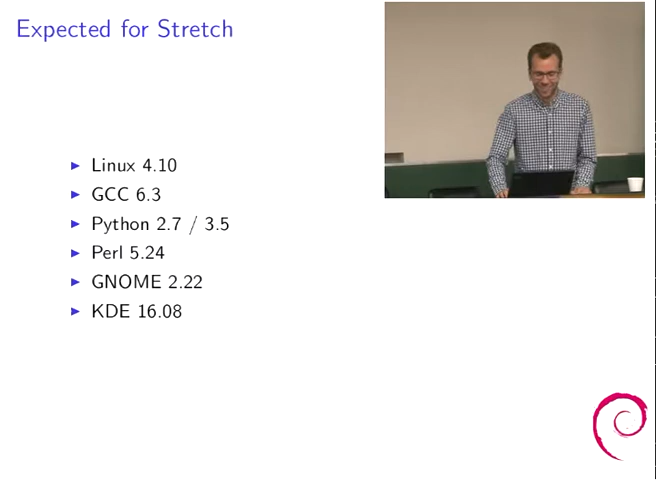 Expected for Stretch
Linux 4.10
GCC 6.3
Python 2.7 / 3.5
Perl 5.24
GNOME 2.22
KDE 16.08